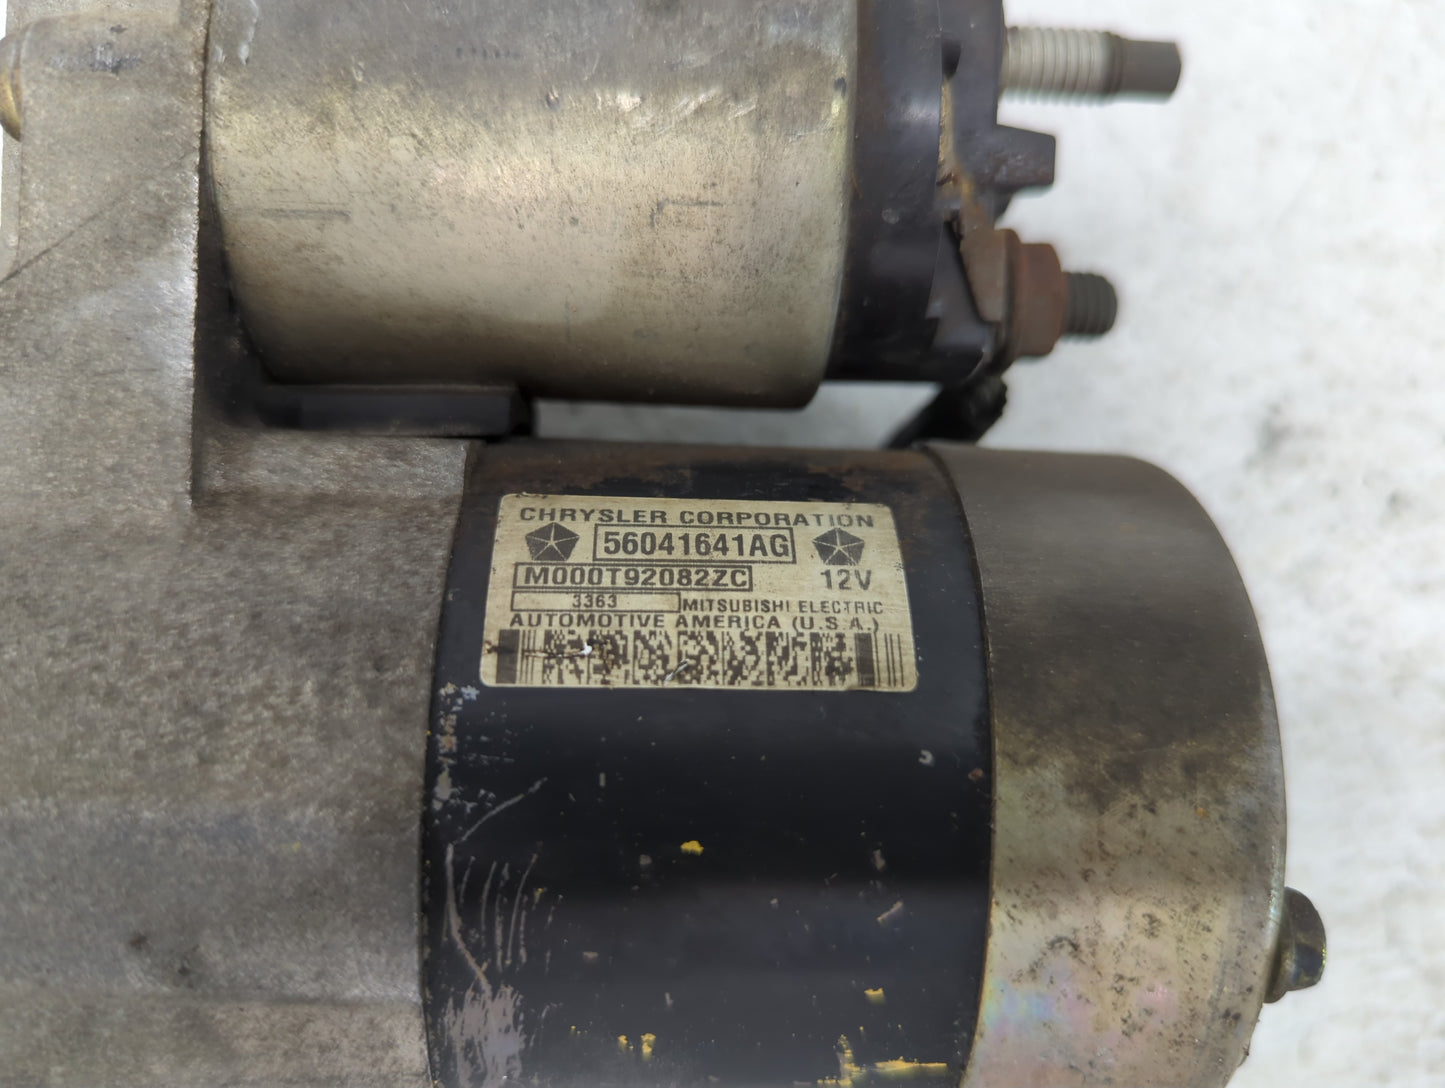 CHRYSLER CORPORATION
56041641AG
M000T92082ZC 12V
3363 MITSUBISHI ELECTRIC
AUTOMOTIVE AMERICA (U.S.A.)